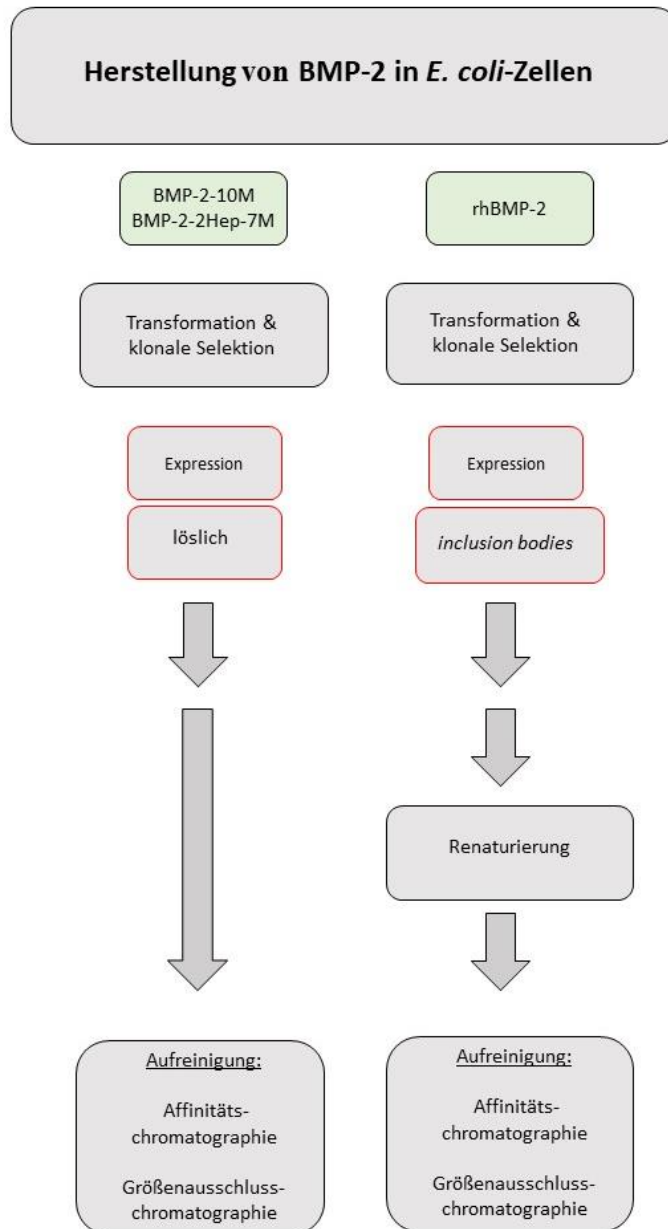 Herstellung von BMP-2 in E. coli-Zellen
BMP-2-10M
BMP-2-2Hep-7M
Transformation &
klonale Selektion
Expression
löslich
Aufreinigung:
Affinitäts-
chromatographie
Größenausschluss-
chromatographie
rhBMP-2
Transformation &
klonale Selektion
Expression
inclusion bodies
Renaturierung
Aufreinigung:
Affinitäts-
chromatographie
Größenausschluss-
chromatographie